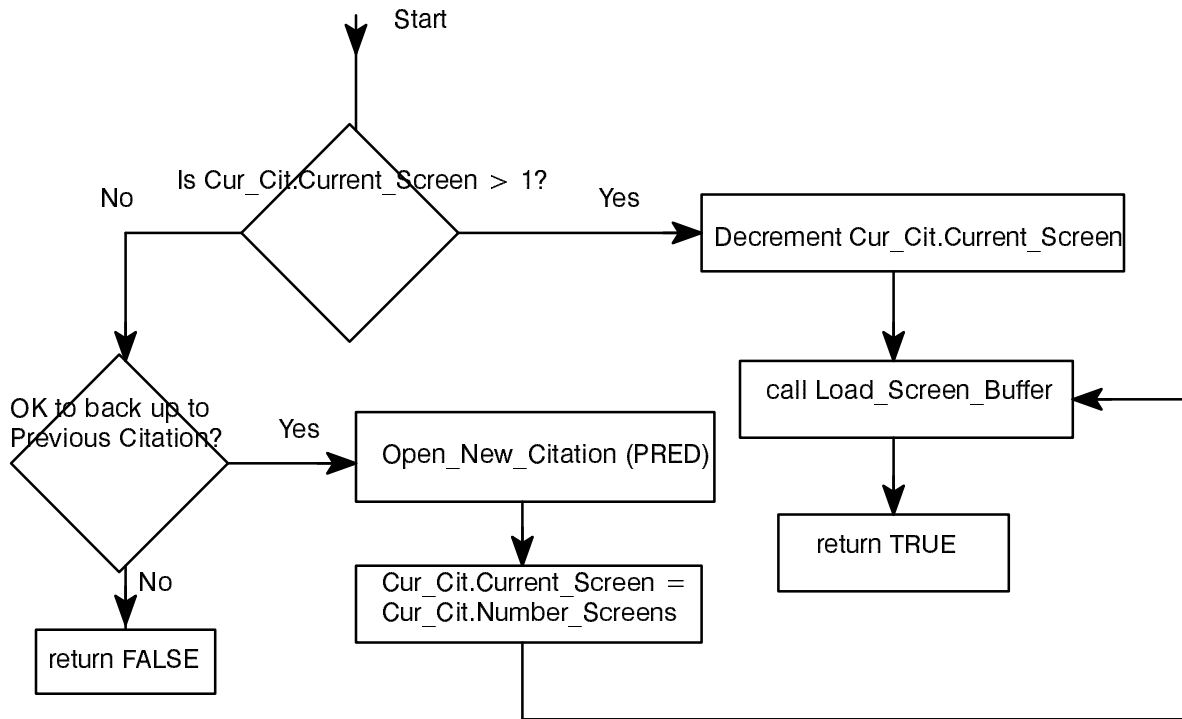 Start
Is Cur_Cit.Current_Screen > 1?
No
Yes
Decrement Cur_Cit.Current_Screen
call Load_Screen_Buffer
OK to back up to
Previous Citation?
Yes
Open_New_Citation (PRED)
return TRUE
No
Cur_Cit.Current_Screen =
Cur_Cit.Number_Screens
return FALSE